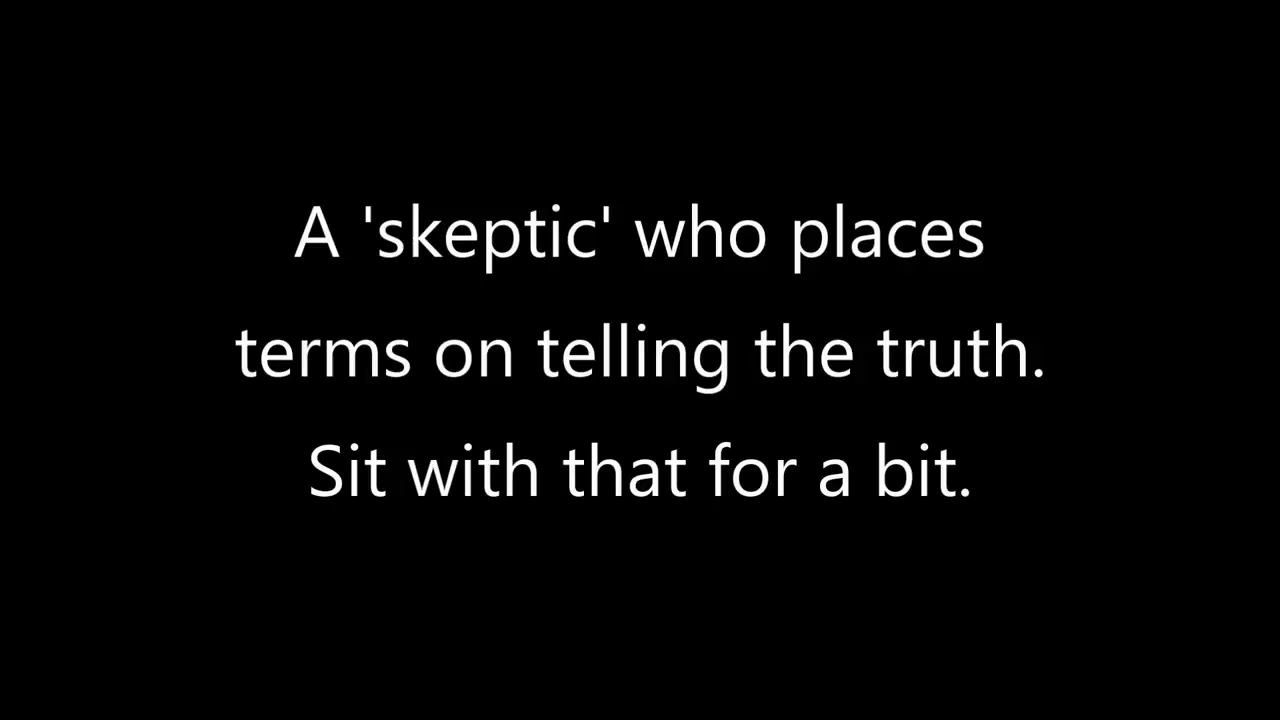 A 'skeptic' who places
terms on telling the truth.
Sit with that for a bit.